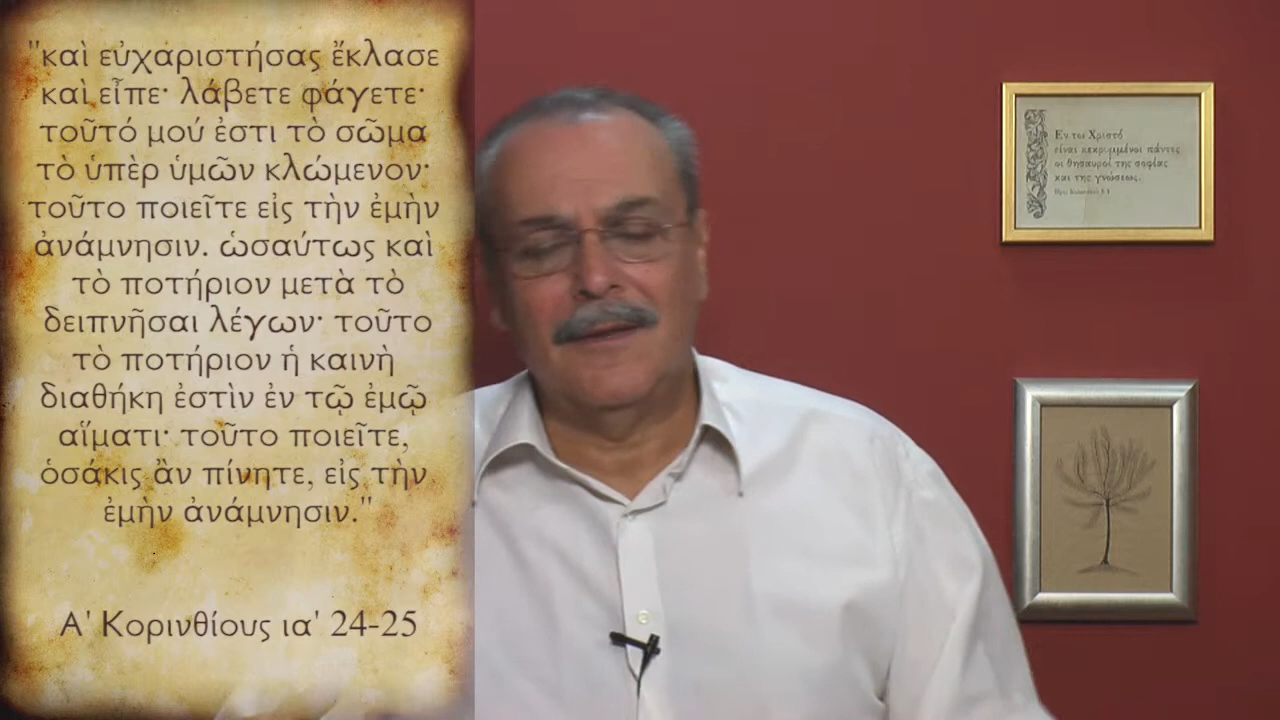 "καὶ εὐχαριστήσας ἔκλασε
καὶ εἶπε· λάβετε φάγετε·
τοῦτό μού ἐστι τὸ σῶμα
τὸ ὑπὲρ ὑμῶν κλώμενον·
τοῦτο ποιεῖτε εἰς τὴν ἐμὴν
ἀνάμνησιν. ὡσαύτως καὶ
τὸ ποτήριον μετὰ τὸ
δειπνῆσαι λέγων· τοῦτο
τὸ ποτήριον ἡ καινὴ
διαθήκη ἐστὶν ἐν τῷ ἐμῷ
αἵματι· τοῦτο ποιεῖτε,
ὁσάκις ἂν πίνητε, εἰς τὴν
ἐμὴν ἀνάμνησιν."
Α' Κορινθίους ια' 24-25
Εν τω Χριστό
είναι κεκρυμμένοι πάντες
οι θησαυροί της σοφίας
και της γνώσεως.